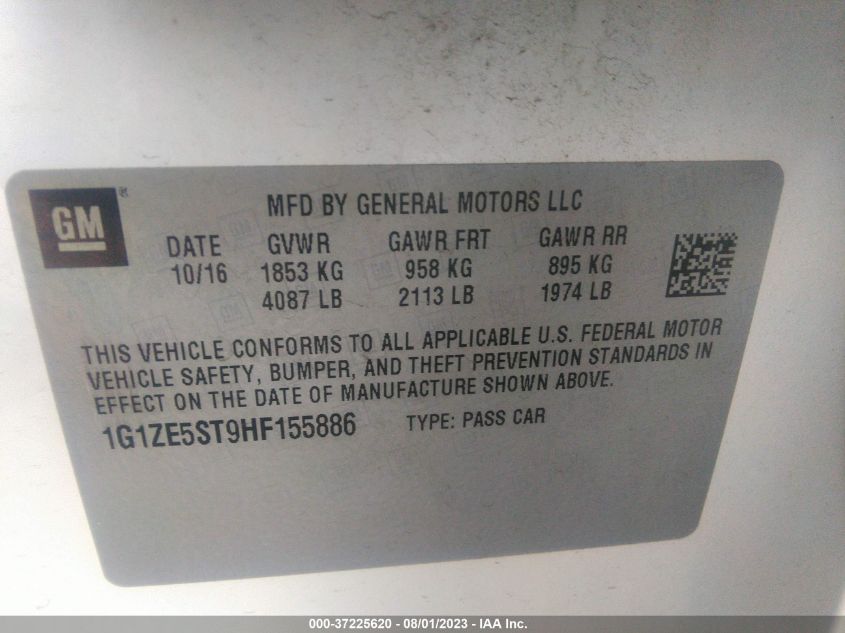 GM
MFD BY GENERAL MOTORS LLC
DATE GVWR GAWR FRT GAWR RR
10/16 1853 KG 958 KG 895 KG
4087 LB 2113 LB 1974 LB
THIS VEHICLE CONFORMS TO ALL APPLICABLE U.S. FEDERAL MOTOR
VEHICLE SAFETY, BUMPER, AND THEFT PREVENTION STANDARDS IN
EFFECT ON THE DATE OF MANUFACTURE SHOWN ABOVE.
1G1ZE5ST9HF155886 TYPE: PASS CAR
000-37225620 - 08/01/2023 - IAA Inc.